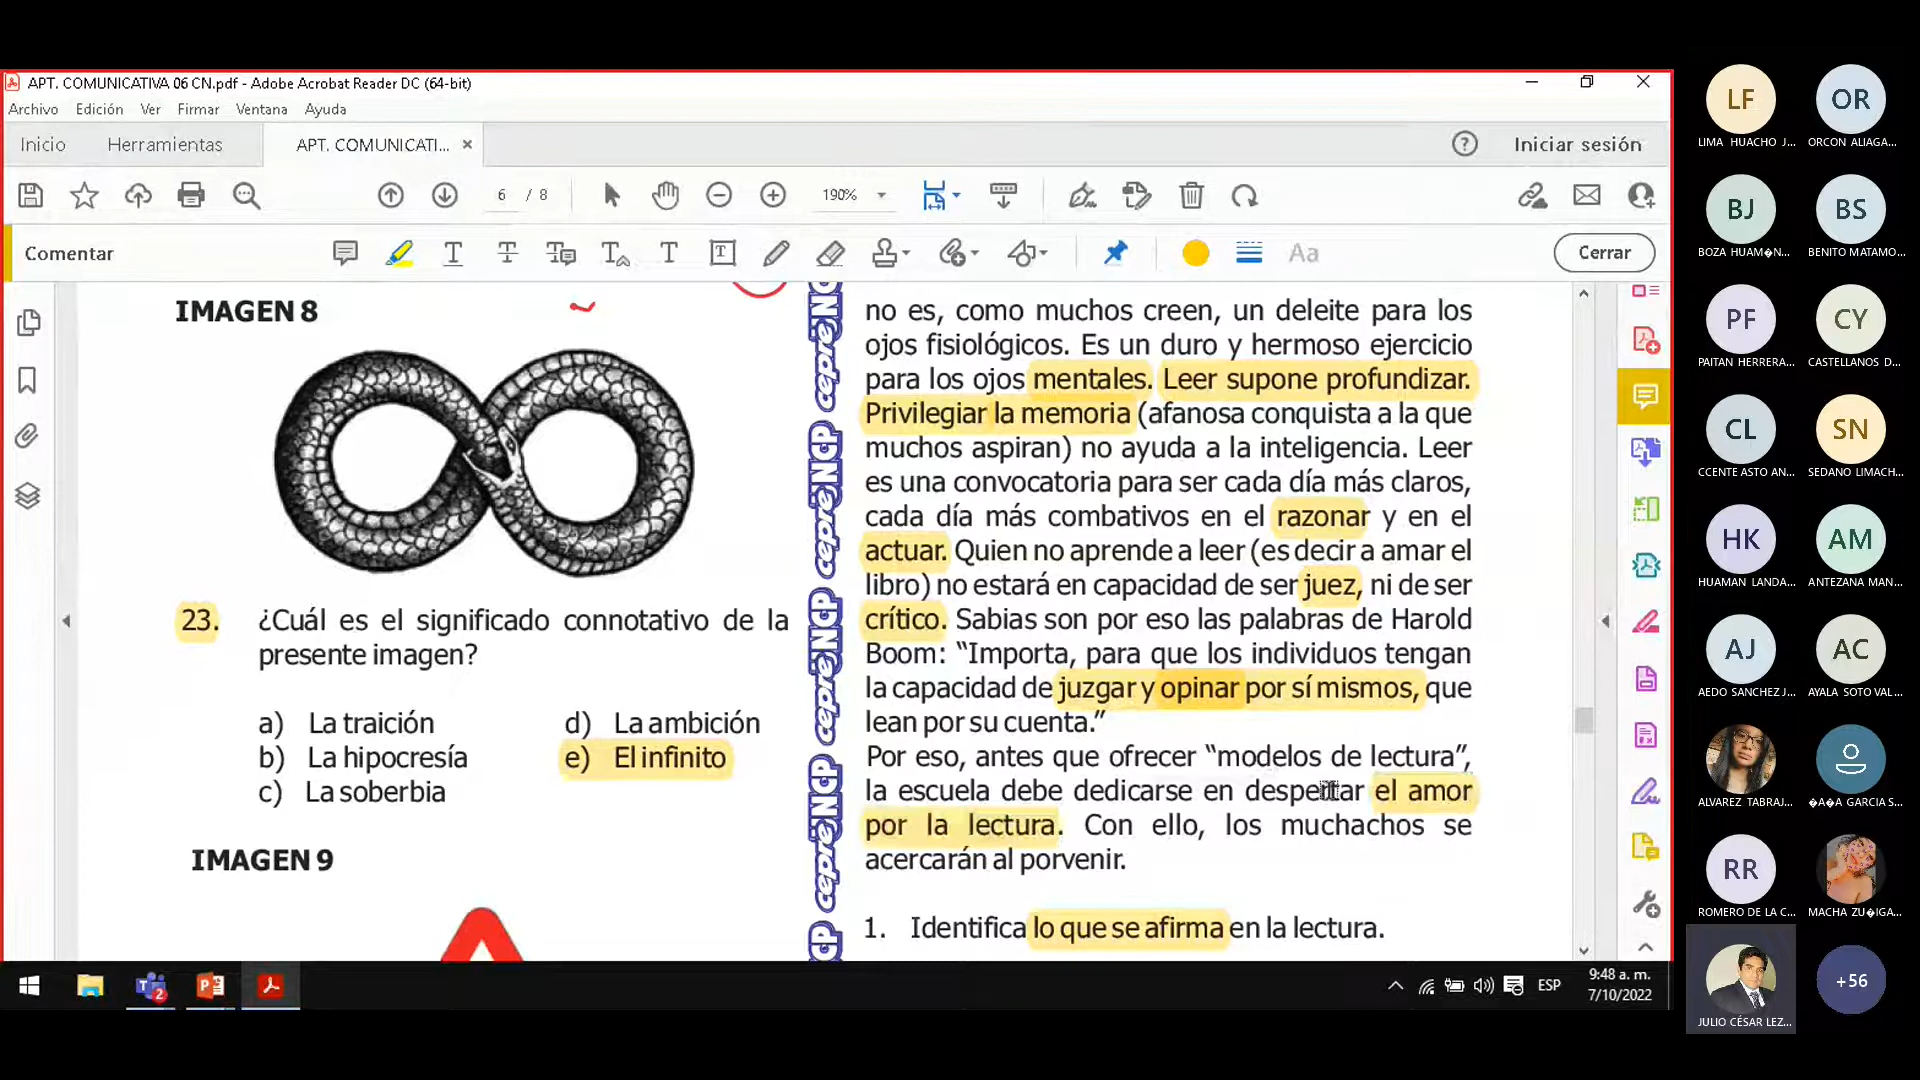 APT. COMUNICATIVA 06 CN.pdf - Adobe Acrobat Reader DC (64-bit)
Archivo Edición Ver Firmar Ventana Ayuda
Inicio Herramientas APT. COMUNICATI... × Iniciar sesión
6 / 8 190%
Comentar Aa Cerrar
IMAGEN 8
23. ¿Cuál es el significado connotativo de la
presente imagen?
a) La traición d) La ambición
b) La hipocresía e) El infinito
c) La soberbia
IMAGEN 9
cepreUNCP
no es, como muchos creen, un deleite para los
ojos fisiológicos. Es un duro y hermoso ejercicio
para los ojos mentales. Leer supone profundizar.
Privilegiar la memoria (afanosa conquista a la que
muchos aspiran) no ayuda a la inteligencia. Leer
es una convocatoria para ser cada día más claros,
cada día más combativos en el razonar y en el
actuar. Quien no aprende a leer (es decir a amar el
libro) no estará en capacidad de ser juez, ni de ser
crítico. Sabias son por eso las palabras de Harold
Boom: “Importa, para que los individuos tengan
la capacidad de juzgar y opinar por sí mismos, que
lean por su cuenta.”
Por eso, antes que ofrecer “modelos de lectura”,
la escuela debe dedicarse en despertar el amor
por la lectura. Con ello, los muchachos se
acercarán al porvenir.
1. Identifica lo que se afirma en la lectura.
ESP
9:48 a. m.
7/10/2022
LF OR
LIMA HUACHO J... ORCON ALIAGA...
BJ BS
BOZA HUAM�N... BENITO MATAMO...
PF CY
PAITAN HERRERA... CASTELLANOS D...
CL SN
CCENTE ASTO AN... SEDANO LIMACH...
HK AM
HUAMAN LANDA... ANTEZANA MAN...
AJ AC
AEDO SANCHEZ J... AYALA SOTO VAL...
ALVAREZ TABRAJ... �A�A GARCIA S...
RR
ROMERO DE LA C... MACHA ZU�IGA...
+56
JULIO CÉSAR LEZ...